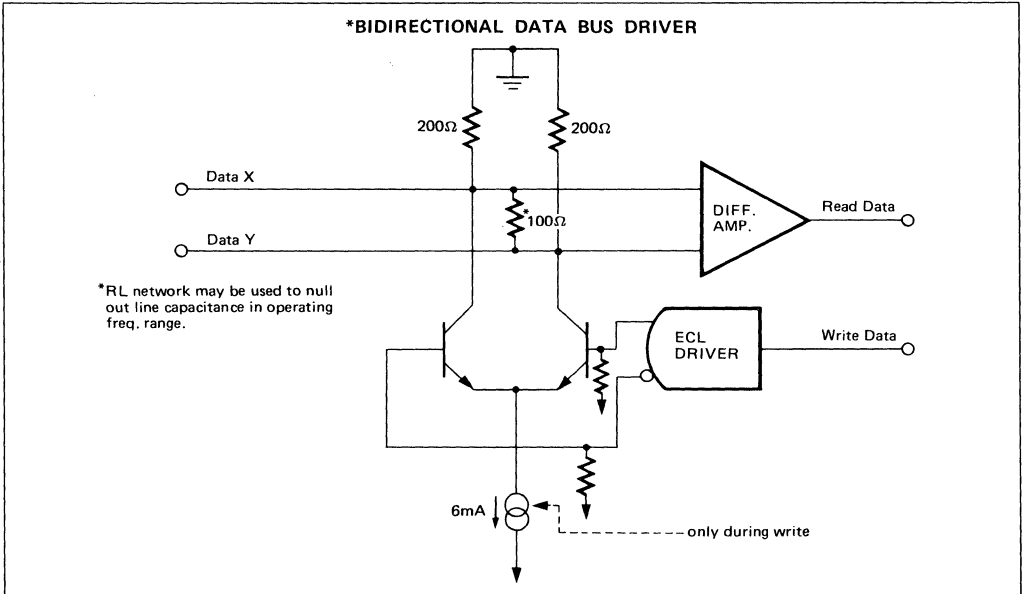 *BIDIRECTIONAL DATA BUS DRIVER
200Ω
200Ω
Data X
*100Ω
DIFF.
AMP.
Read Data
Data Y
*RL network may be used to null
out line capacitance in operating
freq. range.
ECL
DRIVER
Write Data
6mA
only during write